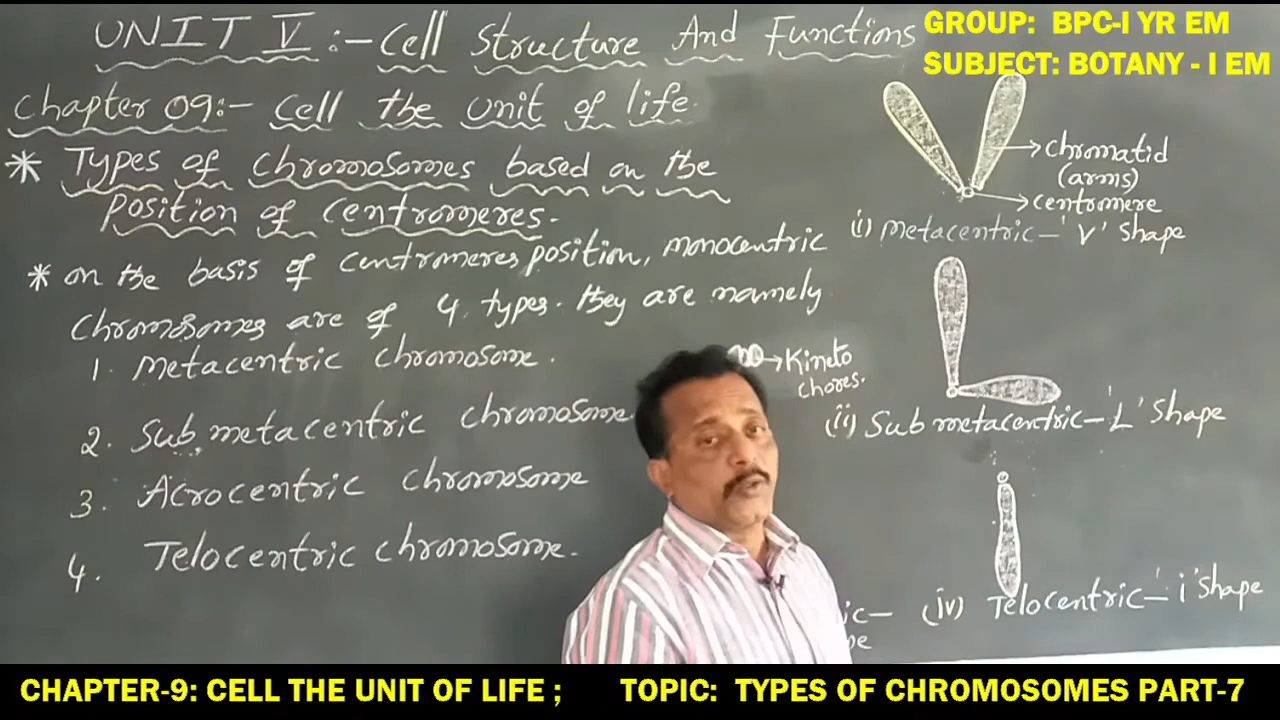 UNIT V :- Cell Structure And Functions
GROUP: BPC-I YR EM
SUBJECT: BOTANY - I EM
Chapter 09:- Cell the Unit of life.
* Types of Chromosomes based on the
Position of Centromeres.
* on the basis of Centromeres position, monocentric
Chromosomes are of 4 types. they are namely
1. Metacentric chromosome.
2. Sub metacentric chromosome.
3. Acrocentric chromosome
4. Telocentric chromosome.
→chromatid
(arms)
→centromere
(i) Metacentric - 'V' Shape
→Kineto
chores.
(ii) Sub metacentric - 'L' Shape
ic-
pe
(iv) Telocentric - 'i' Shape
CHAPTER-9: CELL THE UNIT OF LIFE ; TOPIC: TYPES OF CHROMOSOMES PART-7